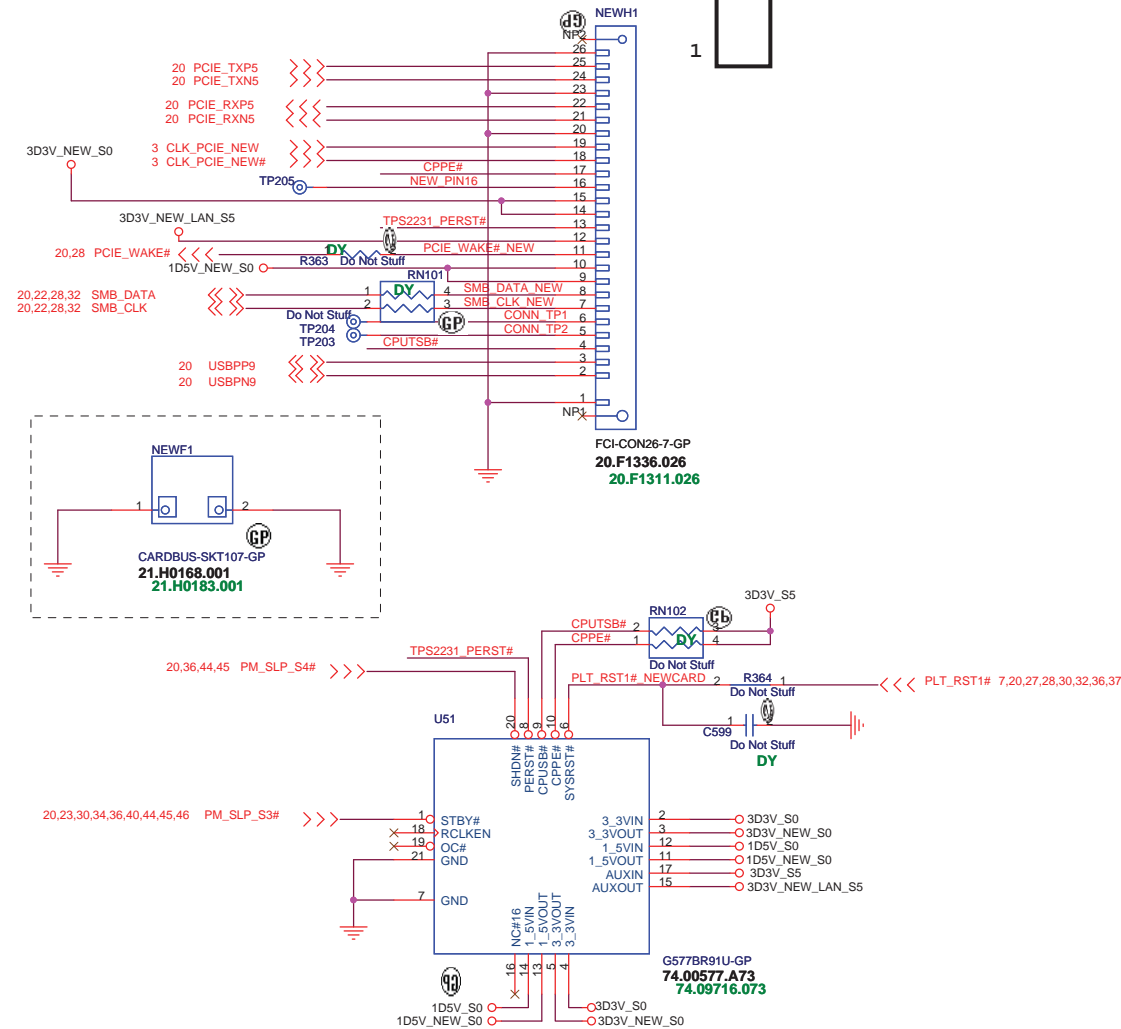 NEWH1
1
GP
NP2
26
20 PCIE_TXP5 25
20 PCIE_TXN5 24
23
20 PCIE_RXP5 22
20 PCIE_RXN5 21
20
3 CLK_PCIE_NEW 19
3 CLK_PCIE_NEW# 18
3D3V_NEW_S0
CPPE# 17
TP205 NEW_PIN16 16
15
14
3D3V_NEW_LAN_S5 TPS2231_PERST# 13
12
20,28 PCIE_WAKE# 1 DY 2 PCIE_WAKE#_NEW 11
R363 Do Not Stuff
1D5V_NEW_S0 10
RN101 9
20,22,28,32 SMB_DATA 1 DY 4 SMB_DATA_NEW 8
20,22,28,32 SMB_CLK 2 3 SMB_CLK_NEW 7
Do Not Stuff GP CONN_TP1 6
TP204 CONN_TP2 5
TP203 CPUTSB# 4
20 USBPP9 3
20 USBPN9 2
1
NP1
FCI-CON26-7-GP
20.F1336.026
20.F1311.026
NEWF1
1 2
GP
CARDBUS-SKT107-GP
21.H0168.001
21.H0183.001
3D3V_S5
RN102 GP
CPUTSB# 2 3
CPPE# 1 DY 4
Do Not Stuff
TPS2231_PERST#
20,36,44,45 PM_SLP_S4#
PLT_RST1#_NEWCARD 2 R364 1 PLT_RST1# 7,20,27,28,30,32,36,37
Do Not Stuff
1 2
C599
Do Not Stuff
DY
U51
20 8 9 10 6
SHDN# PERST# CPUSB# CPPE# SYSRST#
20,23,30,34,36,40,44,45,46 PM_SLP_S3# 1 STBY#
18 RCLKEN
19 OC#
21 GND
7 GND
3_3VIN 2 3D3V_S0
3_3VOUT 3 3D3V_NEW_S0
1_5VIN 12 1D5V_S0
1_5VOUT 11 1D5V_NEW_S0
AUXIN 17 3D3V_S5
AUXOUT 15 3D3V_NEW_LAN_S5
NC#16 1_5VIN 1_5VOUT 3_3VOUT 3_3VIN
16 14 13 5 4
G577BR91U-GP
74.00577.A73
74.09716.073
GP
1D5V_S0 3D3V_S0
1D5V_NEW_S0 3D3V_NEW_S0